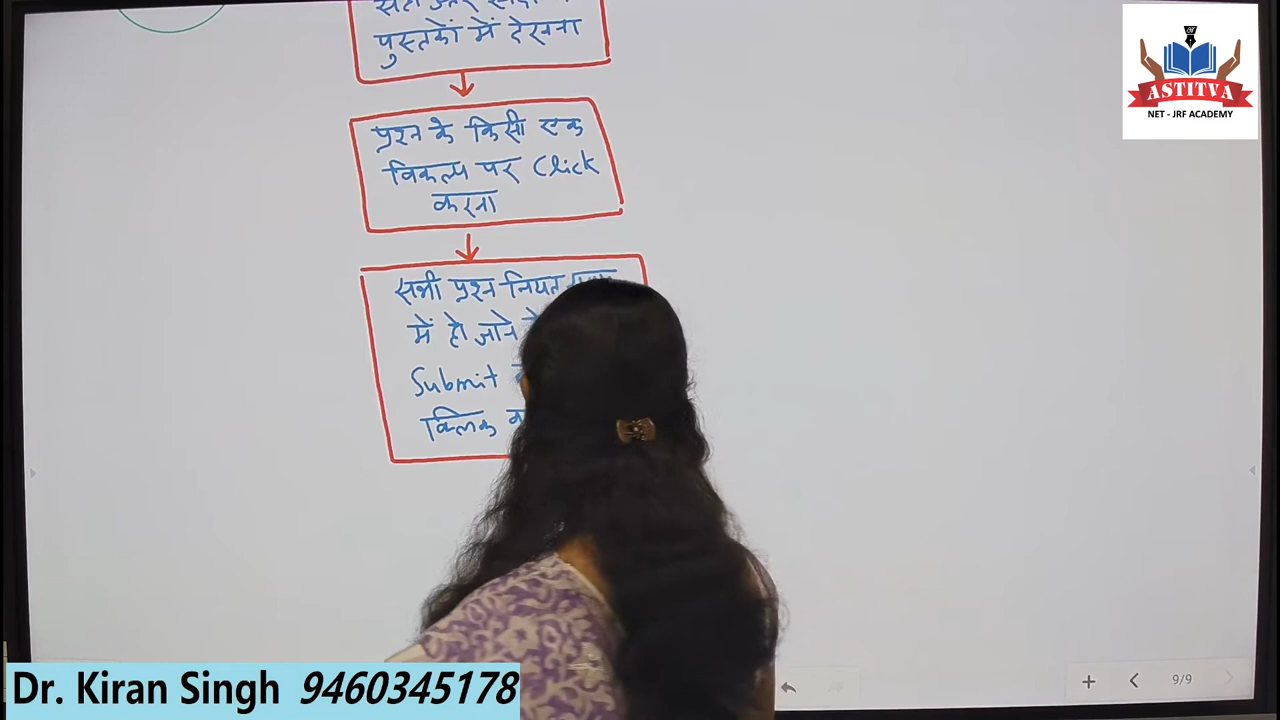 पुस्तकों में देखना
प्रश्न के किसी एक
विकल्प पर Click
करना
सभी प्रश्न नियत
में हो जाने
Submit
क्लिक
ASTITVA
NET - JRF ACADEMY
9/9
Dr. Kiran Singh 9460345178